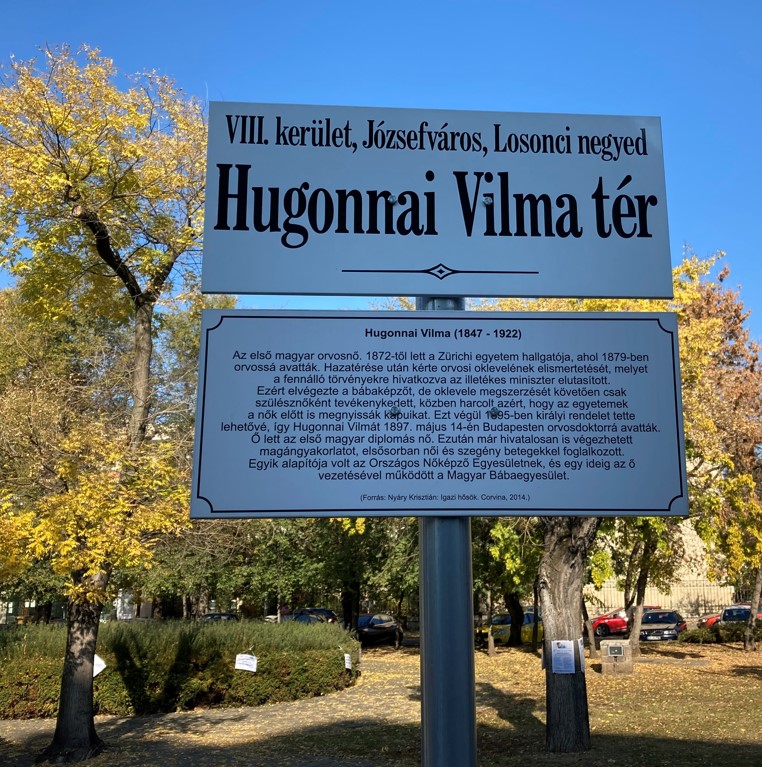 VIII. kerület, Józsefváros, Losonci negyed
Hugonnai Vilma tér
Hugonnai Vilma (1847 - 1922)
Az első magyar orvosnő. 1872-től lett a Zürichi egyetem hallgatója, ahol 1879-ben
orvossá avatták. Hazatérése után kérte orvosi oklevelének elismertetését, melyet
a fennálló törvényekre hivatkozva az illetékes miniszter elutasított.
Ezért elvégezte a bábaképzőt, de oklevele megszerzését követően csak
szülésznőként tevékenykedett, közben harcolt azért, hogy az egyetemek
a nők előtt is megnyissák kapuikat. Ezt végül 1895-ben királyi rendelet tette
lehetővé, így Hugonnai Vilmát 1897. május 14-én Budapesten orvosdoktorrá avatták.
Ő lett az első magyar diplomás nő. Ezután már hivatalosan is végezhetett
magángyakorlatot, elsősorban női és szegény betegekkel foglalkozott.
Egyik alapítója volt az Országos Nőképző Egyesületnek, és egy ideig az ő
vezetésével működött a Magyar Bábaegyesület.
(Forrás: Nyáry Krisztián: Igazi hősök. Corvina, 2014.)